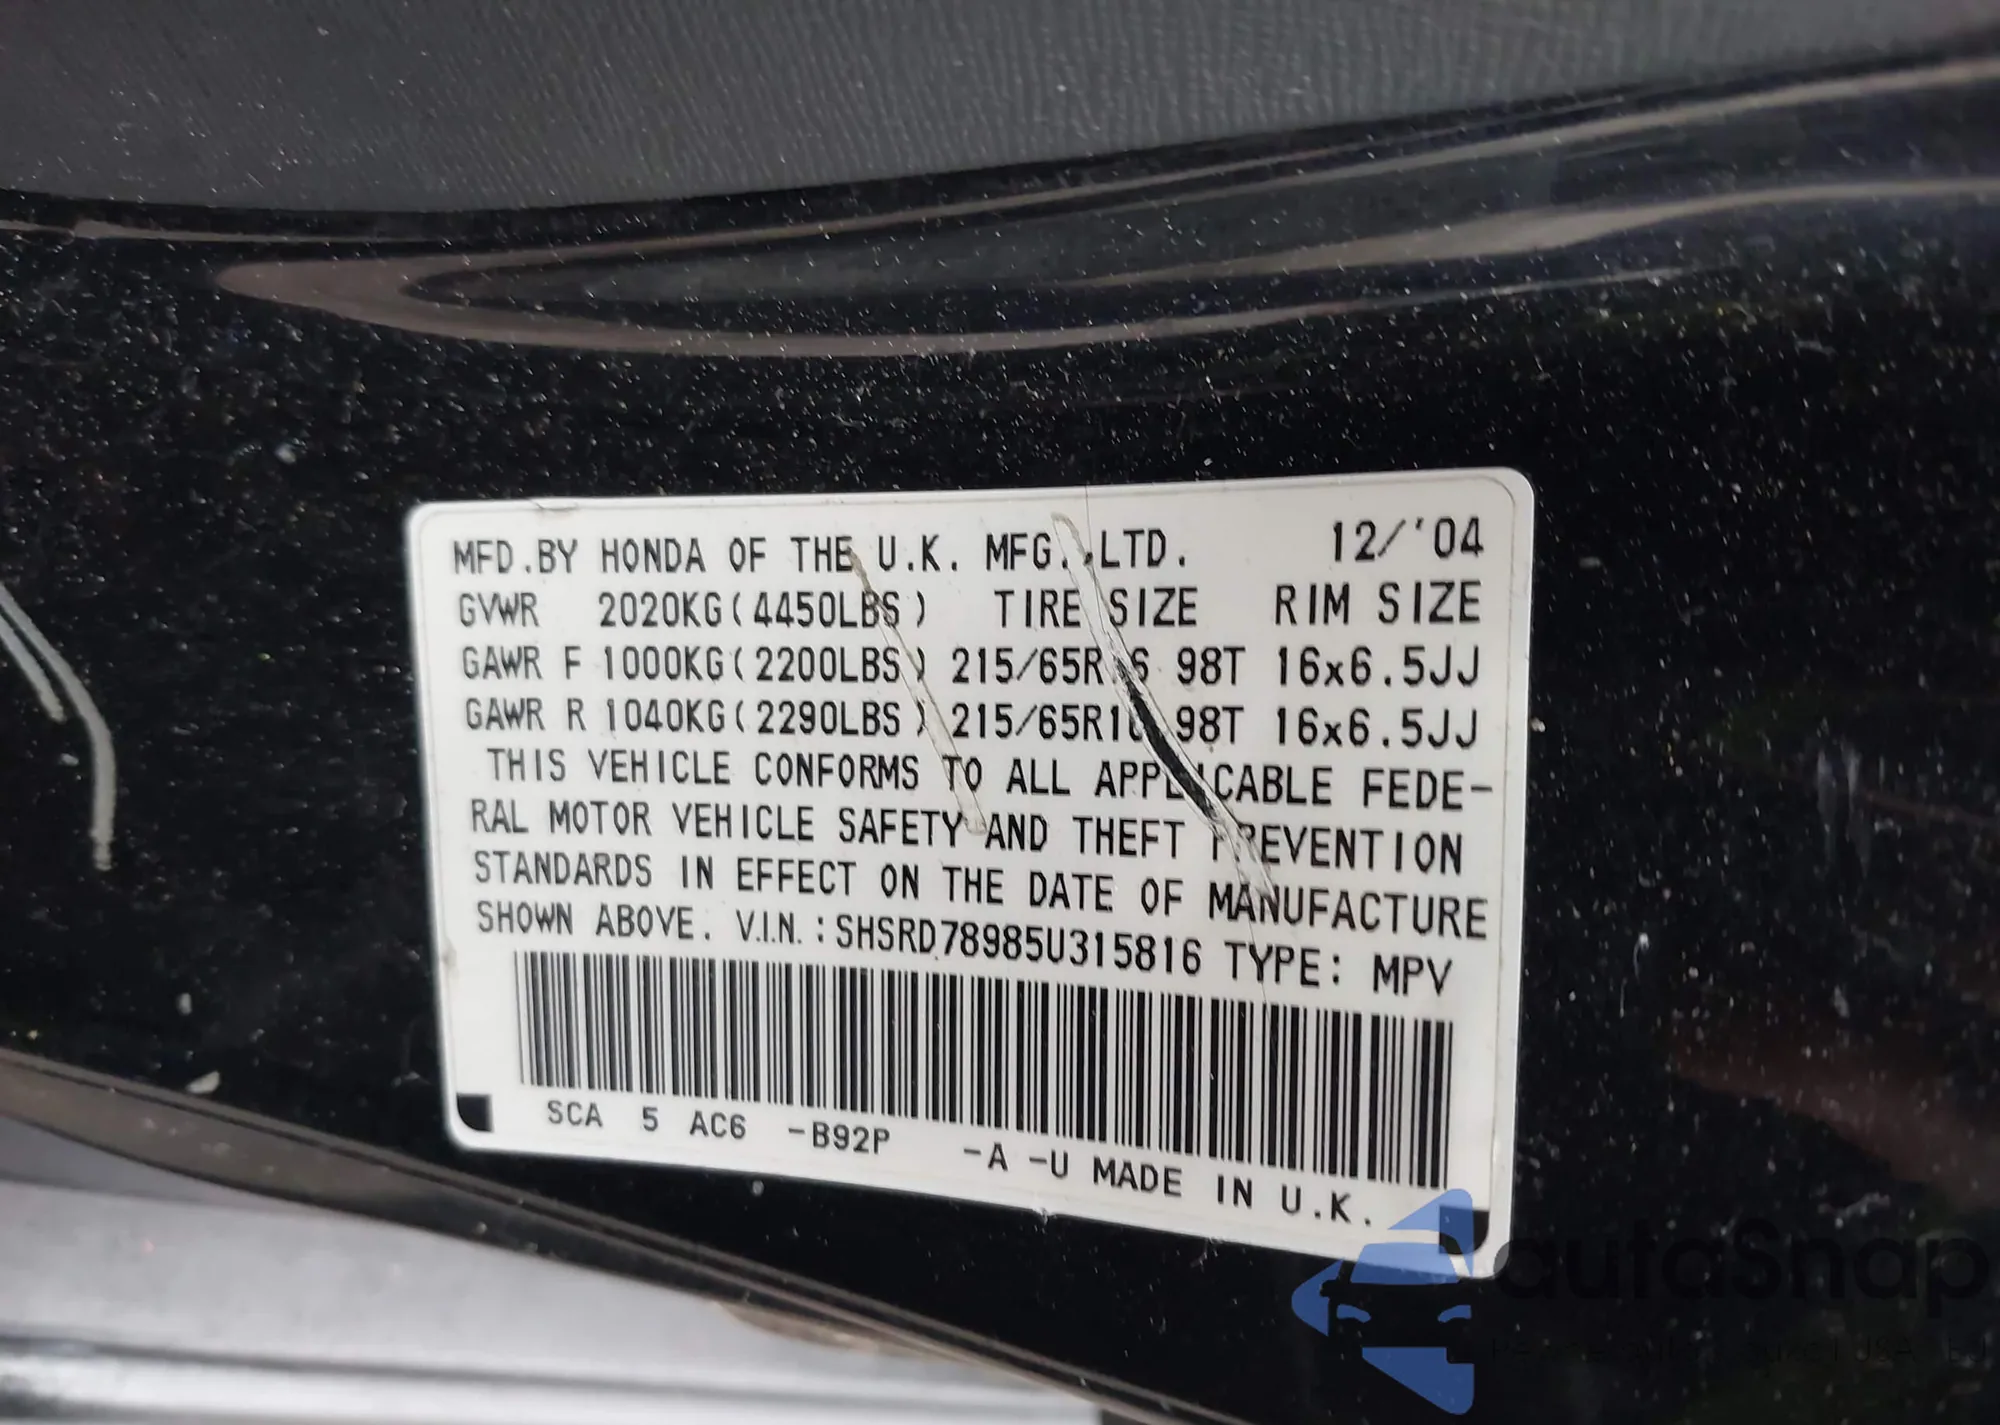 MFD.BY HONDA OF THE U.K. MFG.,LTD. 12/'04
GVWR 2020KG(4450LBS) TIRE SIZE RIM SIZE
GAWR F 1000KG(2200LBS) 215/65R16 98T 16x6.5JJ
GAWR R 1040KG(2290LBS) 215/65R16 98T 16x6.5JJ
THIS VEHICLE CONFORMS TO ALL APPLICABLE FEDE-
RAL MOTOR VEHICLE SAFETY AND THEFT PREVENTION
STANDARDS IN EFFECT ON THE DATE OF MANUFACTURE
SHOWN ABOVE. V.I.N.:SHSRD78985U315816 TYPE: MPV
SCA 5 AC6 -B92P -A -U MADE IN U.K.
autoSnap